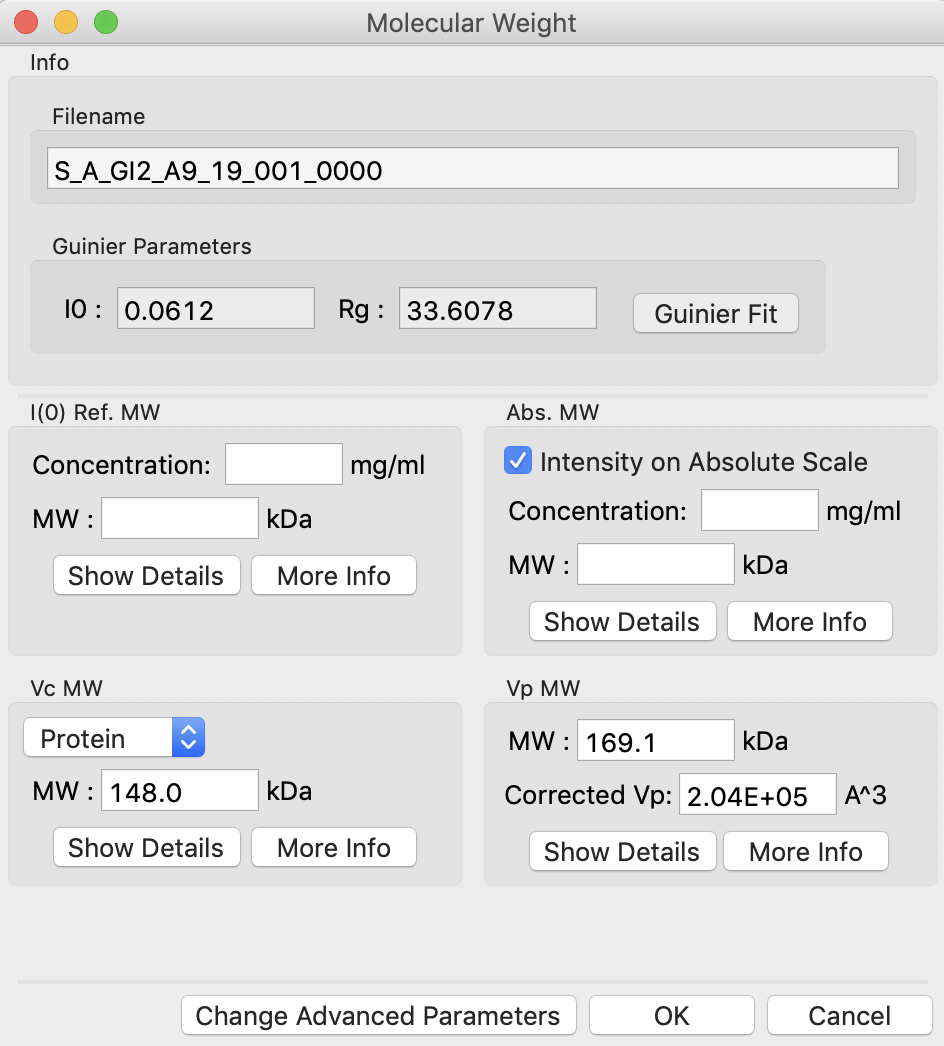 Molecular Weight
Info
Filename
S_A_GI2_A9_19_001_0000
Guinier Parameters
I0 : 0.0612 Rg : 33.6078 Guinier Fit
I(0) Ref. MW
Concentration: mg/ml
MW : kDa
Show Details More Info
Abs. MW
Intensity on Absolute Scale
Concentration: mg/ml
MW : kDa
Show Details More Info
Vc MW
Protein
MW : 148.0 kDa
Show Details More Info
Vp MW
MW : 169.1 kDa
Corrected Vp: 2.04E+05 A^3
Show Details More Info
Change Advanced Parameters OK Cancel